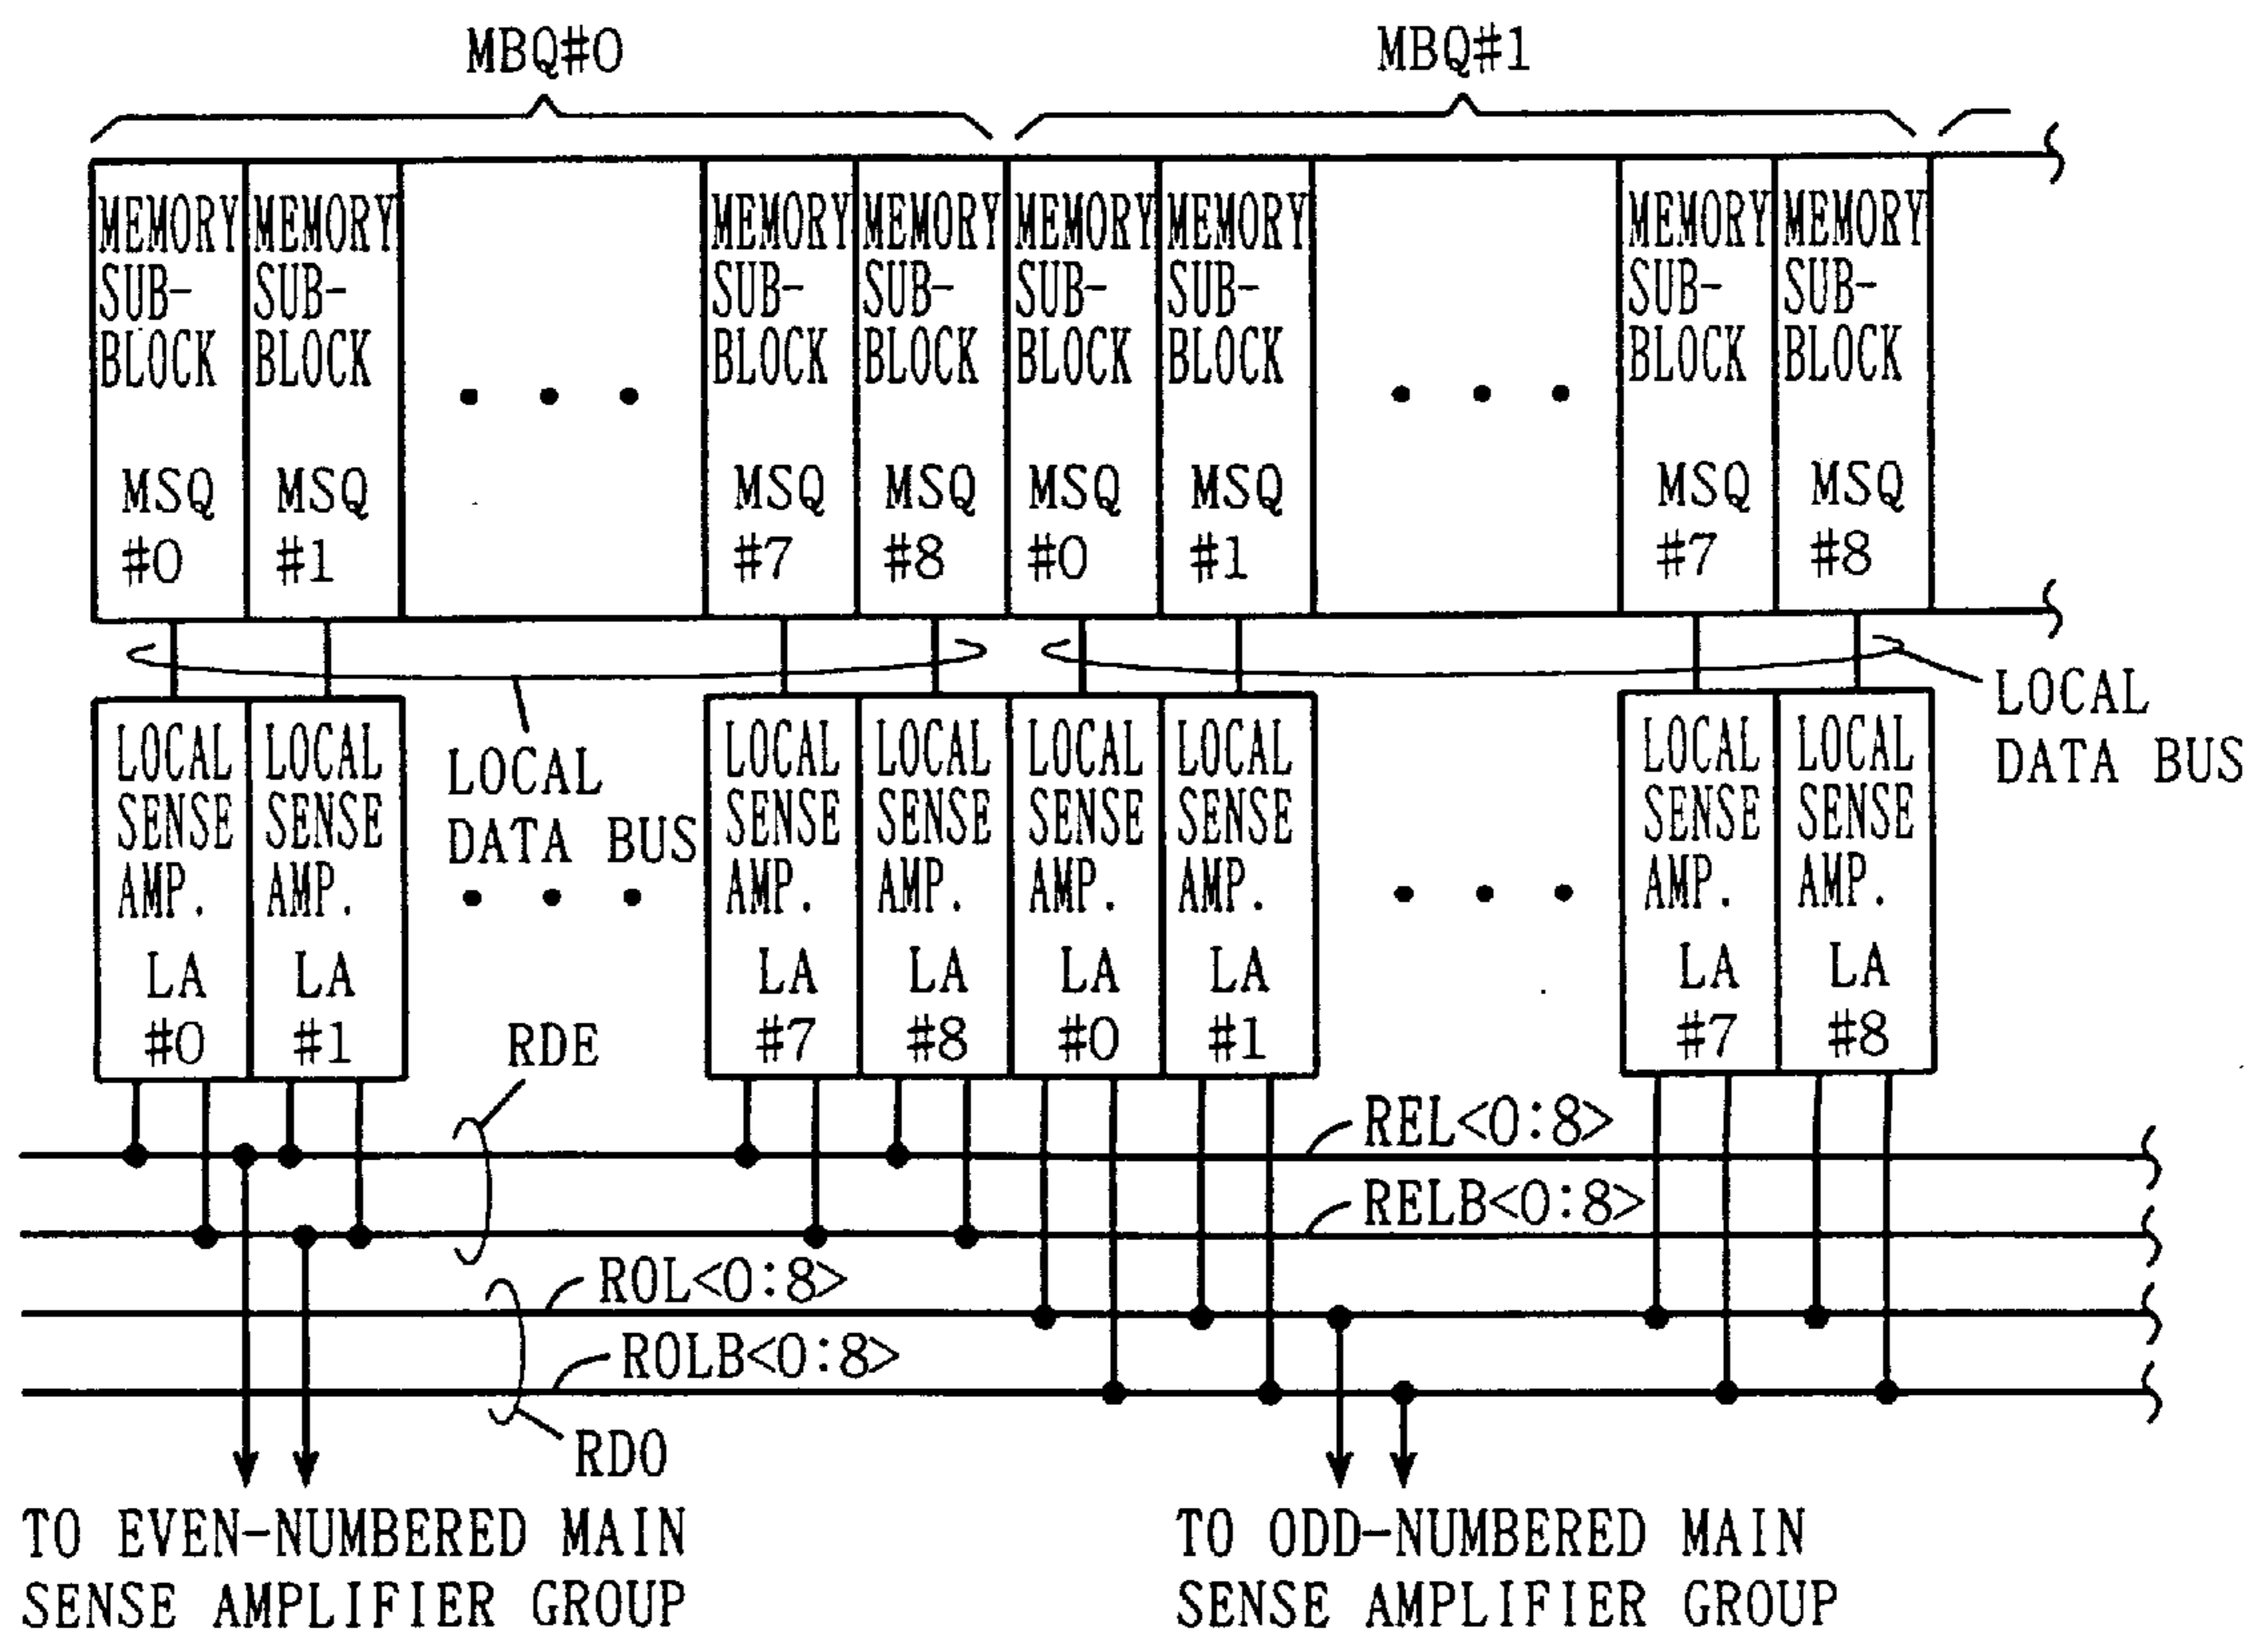 MBQ#0 MBQ#1
MEMORY SUB-BLOCK MSQ #0
MEMORY SUB-BLOCK MSQ #1
MEMORY SUB-BLOCK MSQ #7
MEMORY SUB-BLOCK MSQ #8
MEMORY SUB-BLOCK MSQ #0
MEMORY SUB-BLOCK MSQ #1
MEMORY SUB-BLOCK MSQ #7
MEMORY SUB-BLOCK MSQ #8
LOCAL
DATA BUS
LOCAL
DATA BUS
LOCAL SENSE AMP. LA #0
LOCAL SENSE AMP. LA #1
LOCAL SENSE AMP. LA #7
LOCAL SENSE AMP. LA #8
LOCAL SENSE AMP. LA #0
LOCAL SENSE AMP. LA #1
LOCAL SENSE AMP. LA #7
LOCAL SENSE AMP. LA #8
RDE
REL<0:8>
RELB<0:8>
ROL<0:8>
ROLB<0:8>
RDO
TO EVEN-NUMBERED MAIN
SENSE AMPLIFIER GROUP
TO ODD-NUMBERED MAIN
SENSE AMPLIFIER GROUP